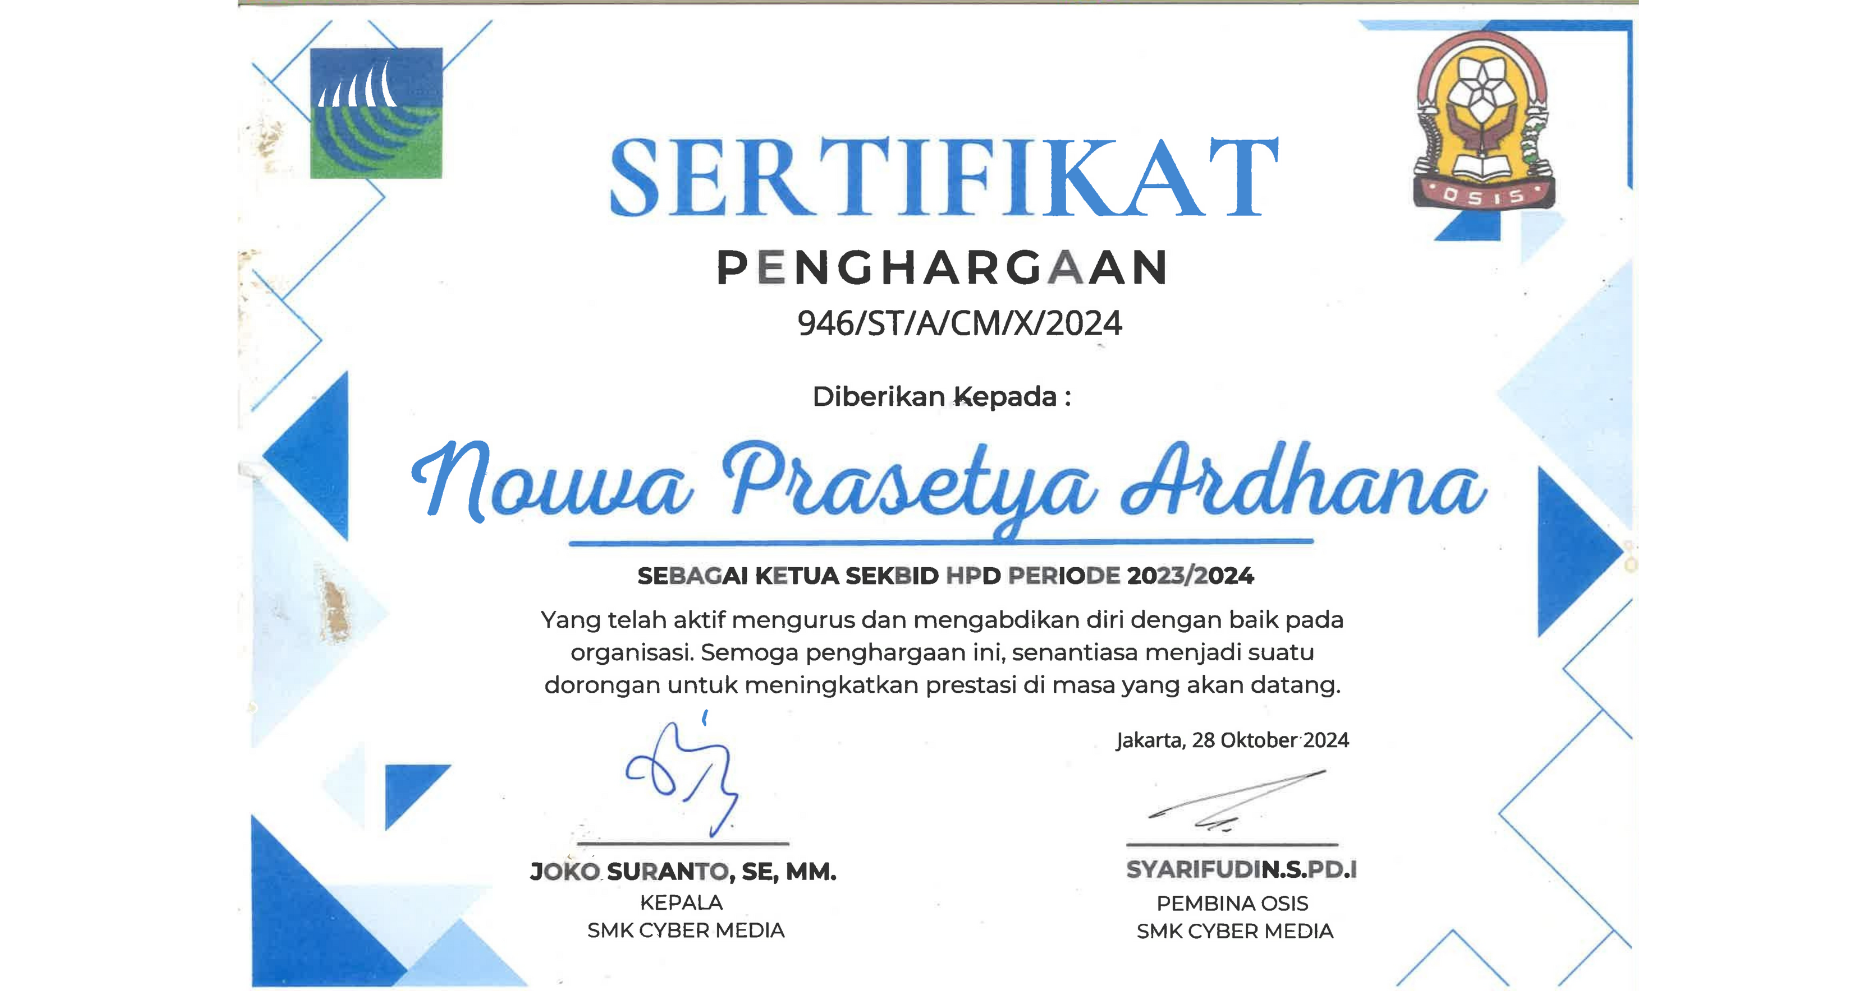 OSIS
SERTIFIKAT
PENGHARGAAN
946/ST/A/CM/X/2024
Diberikan Kepada :
Nouva Prasetya Ardhana
SEBAGAI KETUA SEKBID HPD PERIODE 2023/2024
Yang telah aktif mengurus dan mengabdikan diri dengan baik pada
organisasi. Semoga penghargaan ini, senantiasa menjadi suatu
dorongan untuk meningkatkan prestasi di masa yang akan datang.
Jakarta, 28 Oktober 2024
JOKO SURANTO, SE, MM.
KEPALA
SMK CYBER MEDIA
SYARIFUDIN.S.PD.I
PEMBINA OSIS
SMK CYBER MEDIA